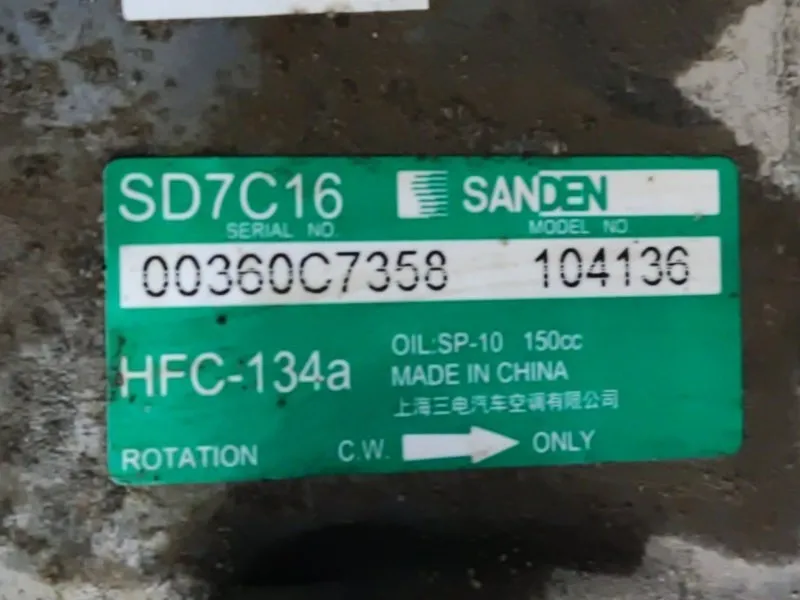 SD7C16 SANDEN
SERIAL NO. MODEL NO
00360C7358 104136
HFC-134a
OIL:SP-10 150cc
MADE IN CHINA
上海三电汽车空调有限公司
ROTATION C.W. ONLY